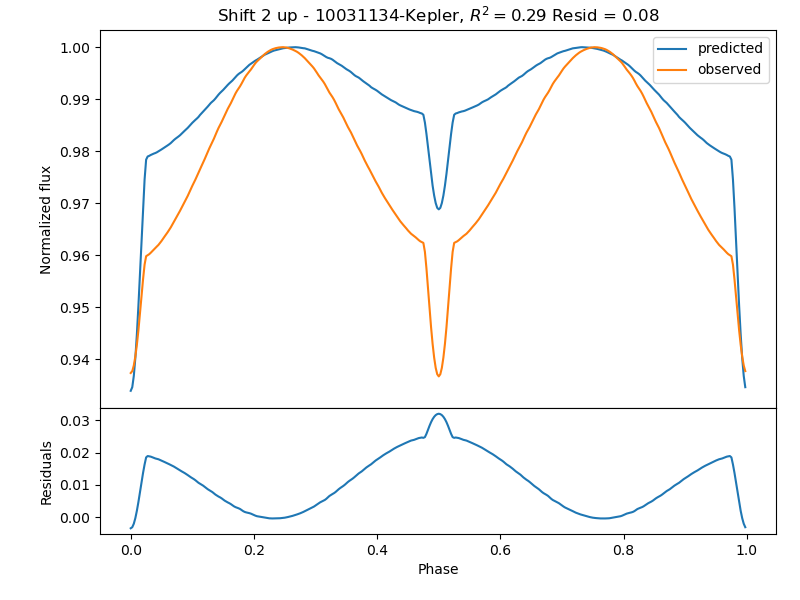 Shift 2 up - 10031134-Kepler, $R^2 = 0.29$ Resid = 0.08
predicted
observed
Normalized flux
1.00
0.99
0.98
0.97
0.96
0.95
0.94
Residuals
0.03
0.02
0.01
0.00
0.0
0.2
0.4
0.6
0.8
1.0
Phase